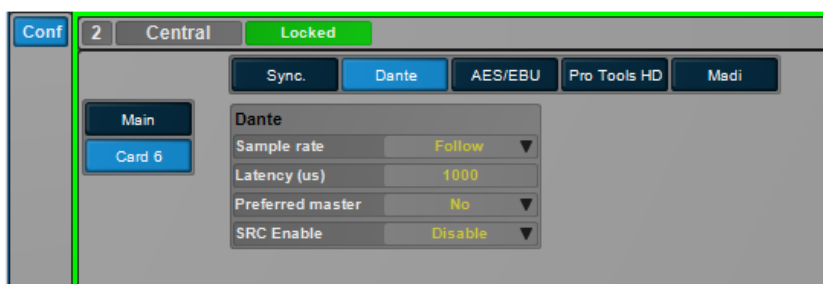 Conf 2 Central Locked
Sync. Dante AES/EBU Pro Tools HD Madi
Main
Card 6
Dante
Sample rate Follow
Latency (us) 1000
Preferred master No
SRC Enable Disable